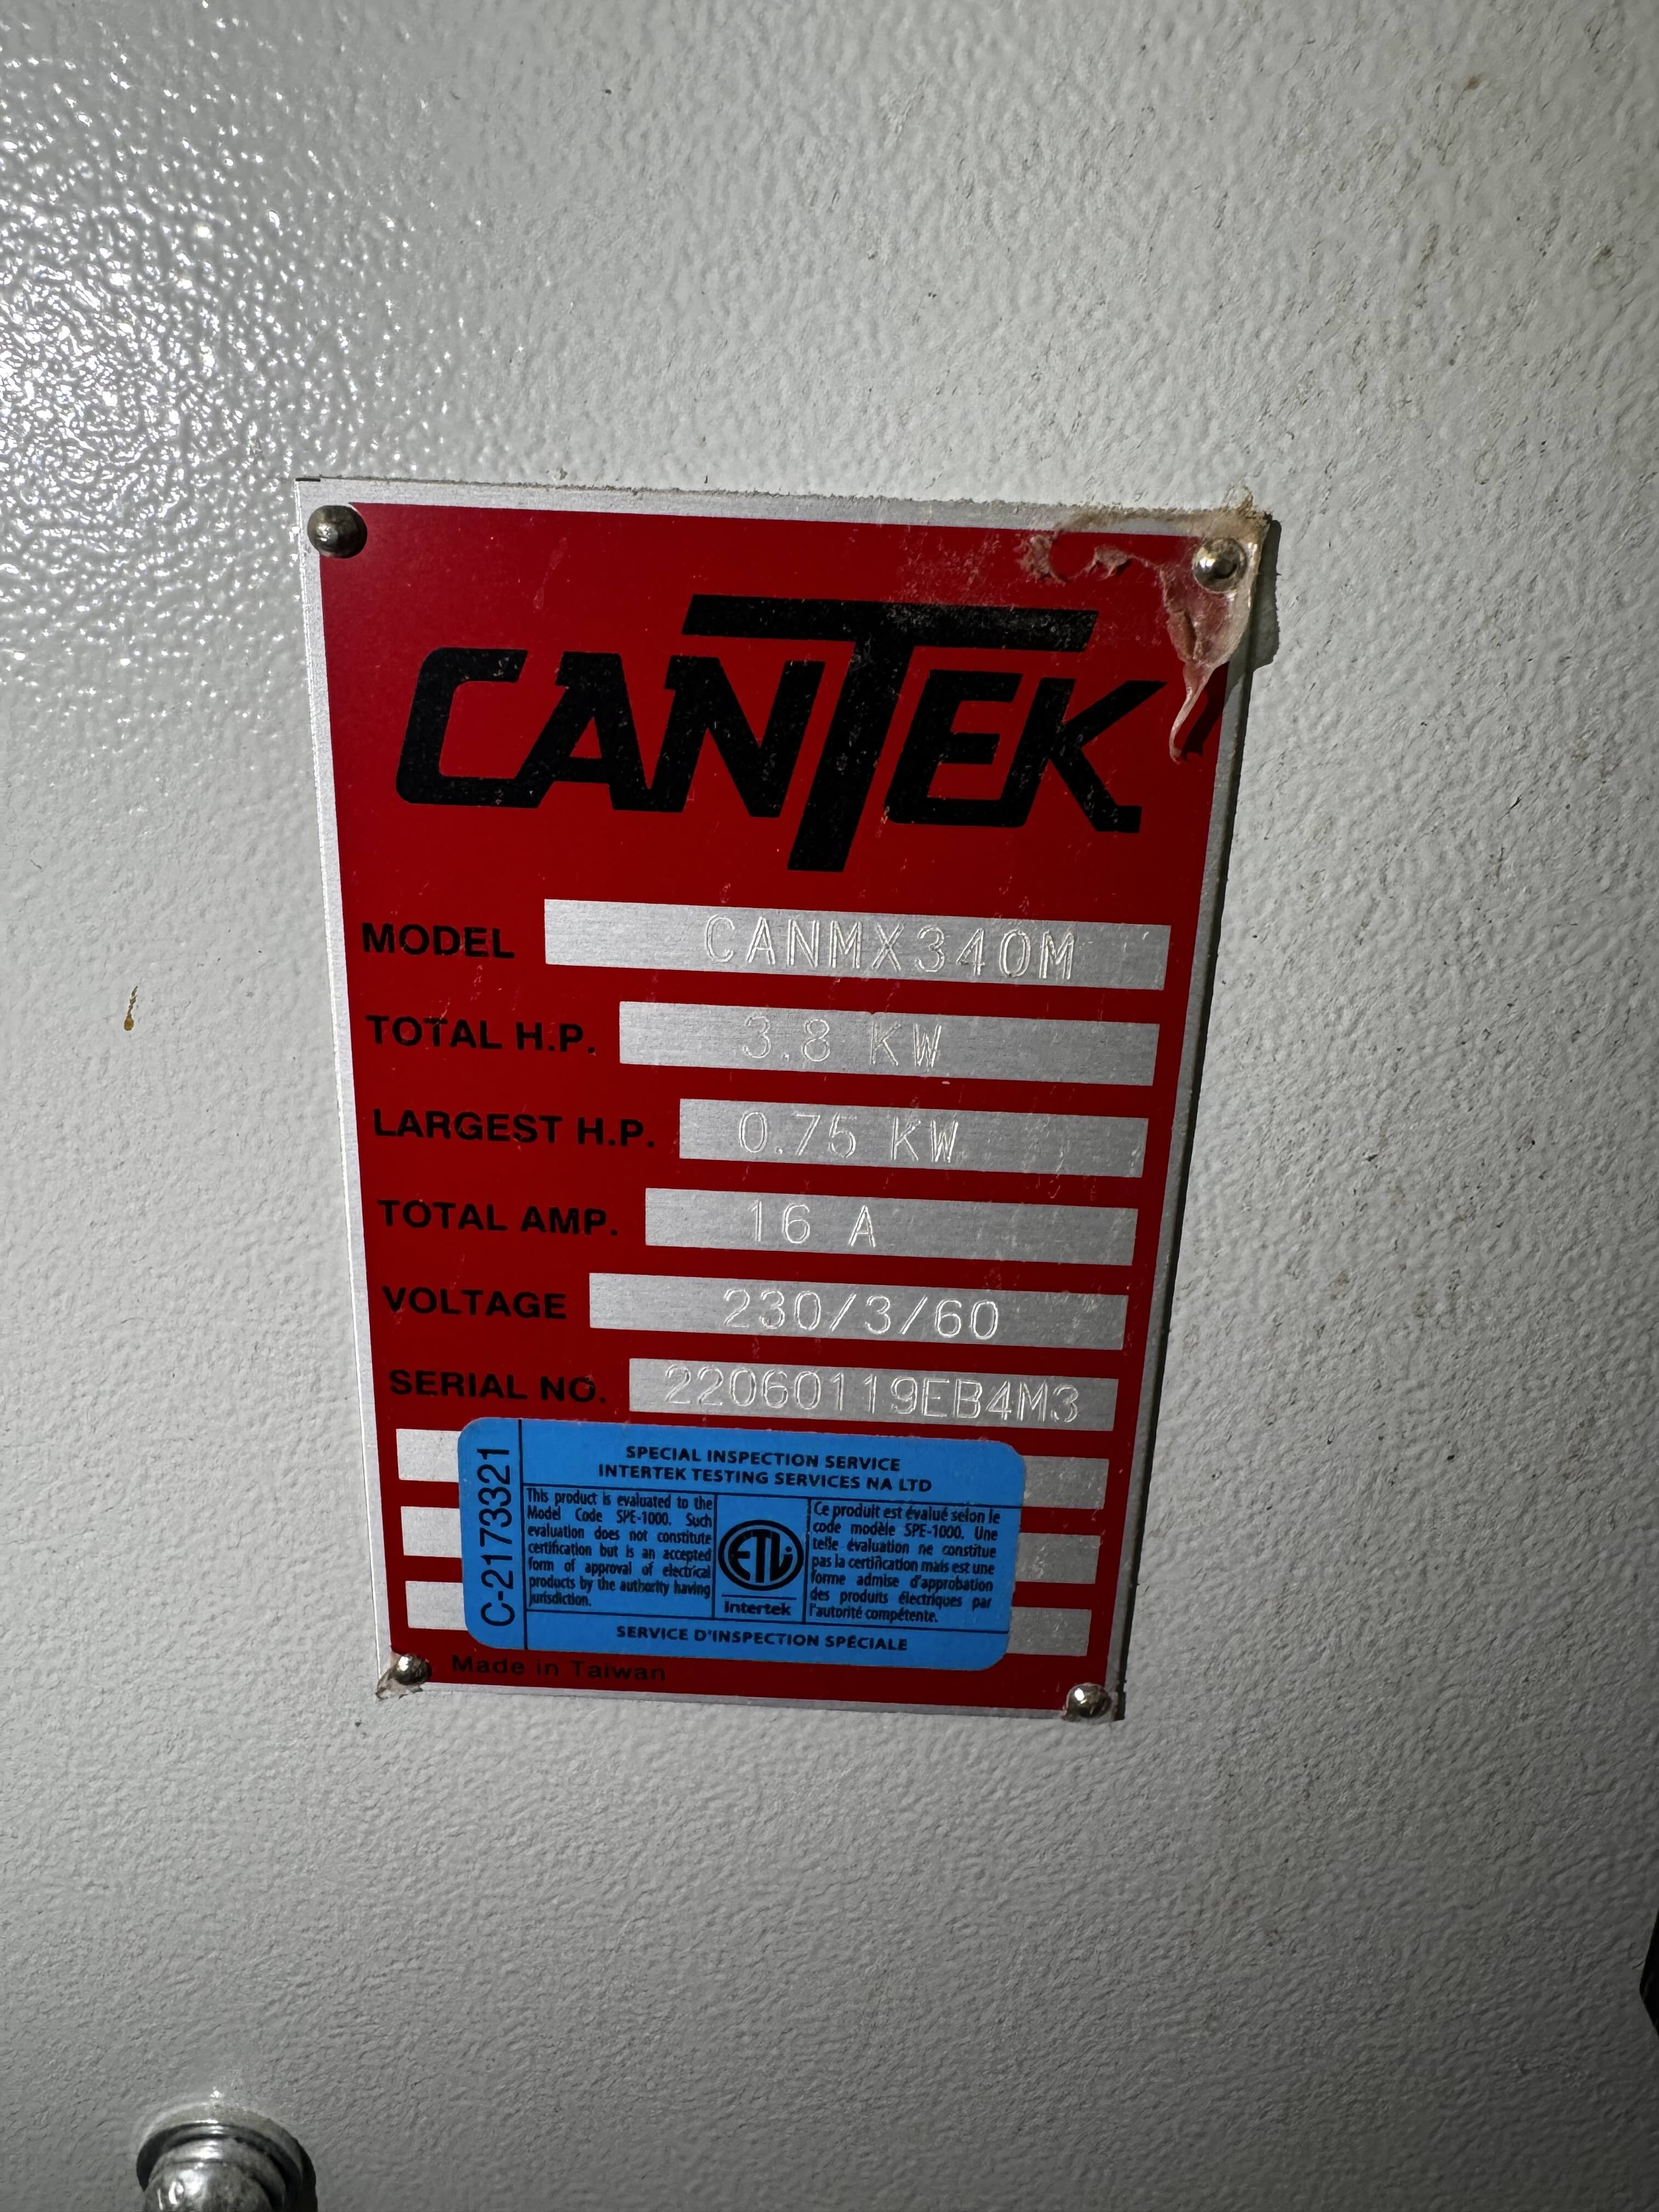 CANTEK
MODEL CANMX340M
TOTAL H.P. 3.8 KW
LARGEST H.P. 0.75 KW
TOTAL AMP. 16 A
VOLTAGE 230/3/60
SERIAL NO. 22060119EB4M3
C-2173321
SPECIAL INSPECTION SERVICE
INTERTEK TESTING SERVICES NA LTD
This product is evaluated to the
Model Code SPE-1000. Such
evaluation does not constitute
certification but is an accepted
form of approval of electrical
products by the authority having
jurisdiction.
ETL
Intertek
Ce produit est évalué selon le
code modèle SPE-1000. Une
telle évaluation ne constitue
pas la certification mais est une
forme admise d'approbation
des produits électriques par
l'autorité compétente.
SERVICE D'INSPECTION SPÉCIALE
Made in Taiwan